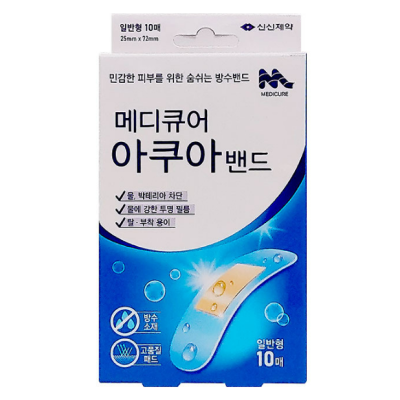 일반형 10매
25mm x 72mm
신신제약
민감한 피부를 위한 숨쉬는 방수밴드
MEDICURE
메디큐어
아쿠아밴드
물, 박테리아 차단
물에 강한 투명 필름
탈·부착 용이
방수
소재
고품질
패드
일반형
10매